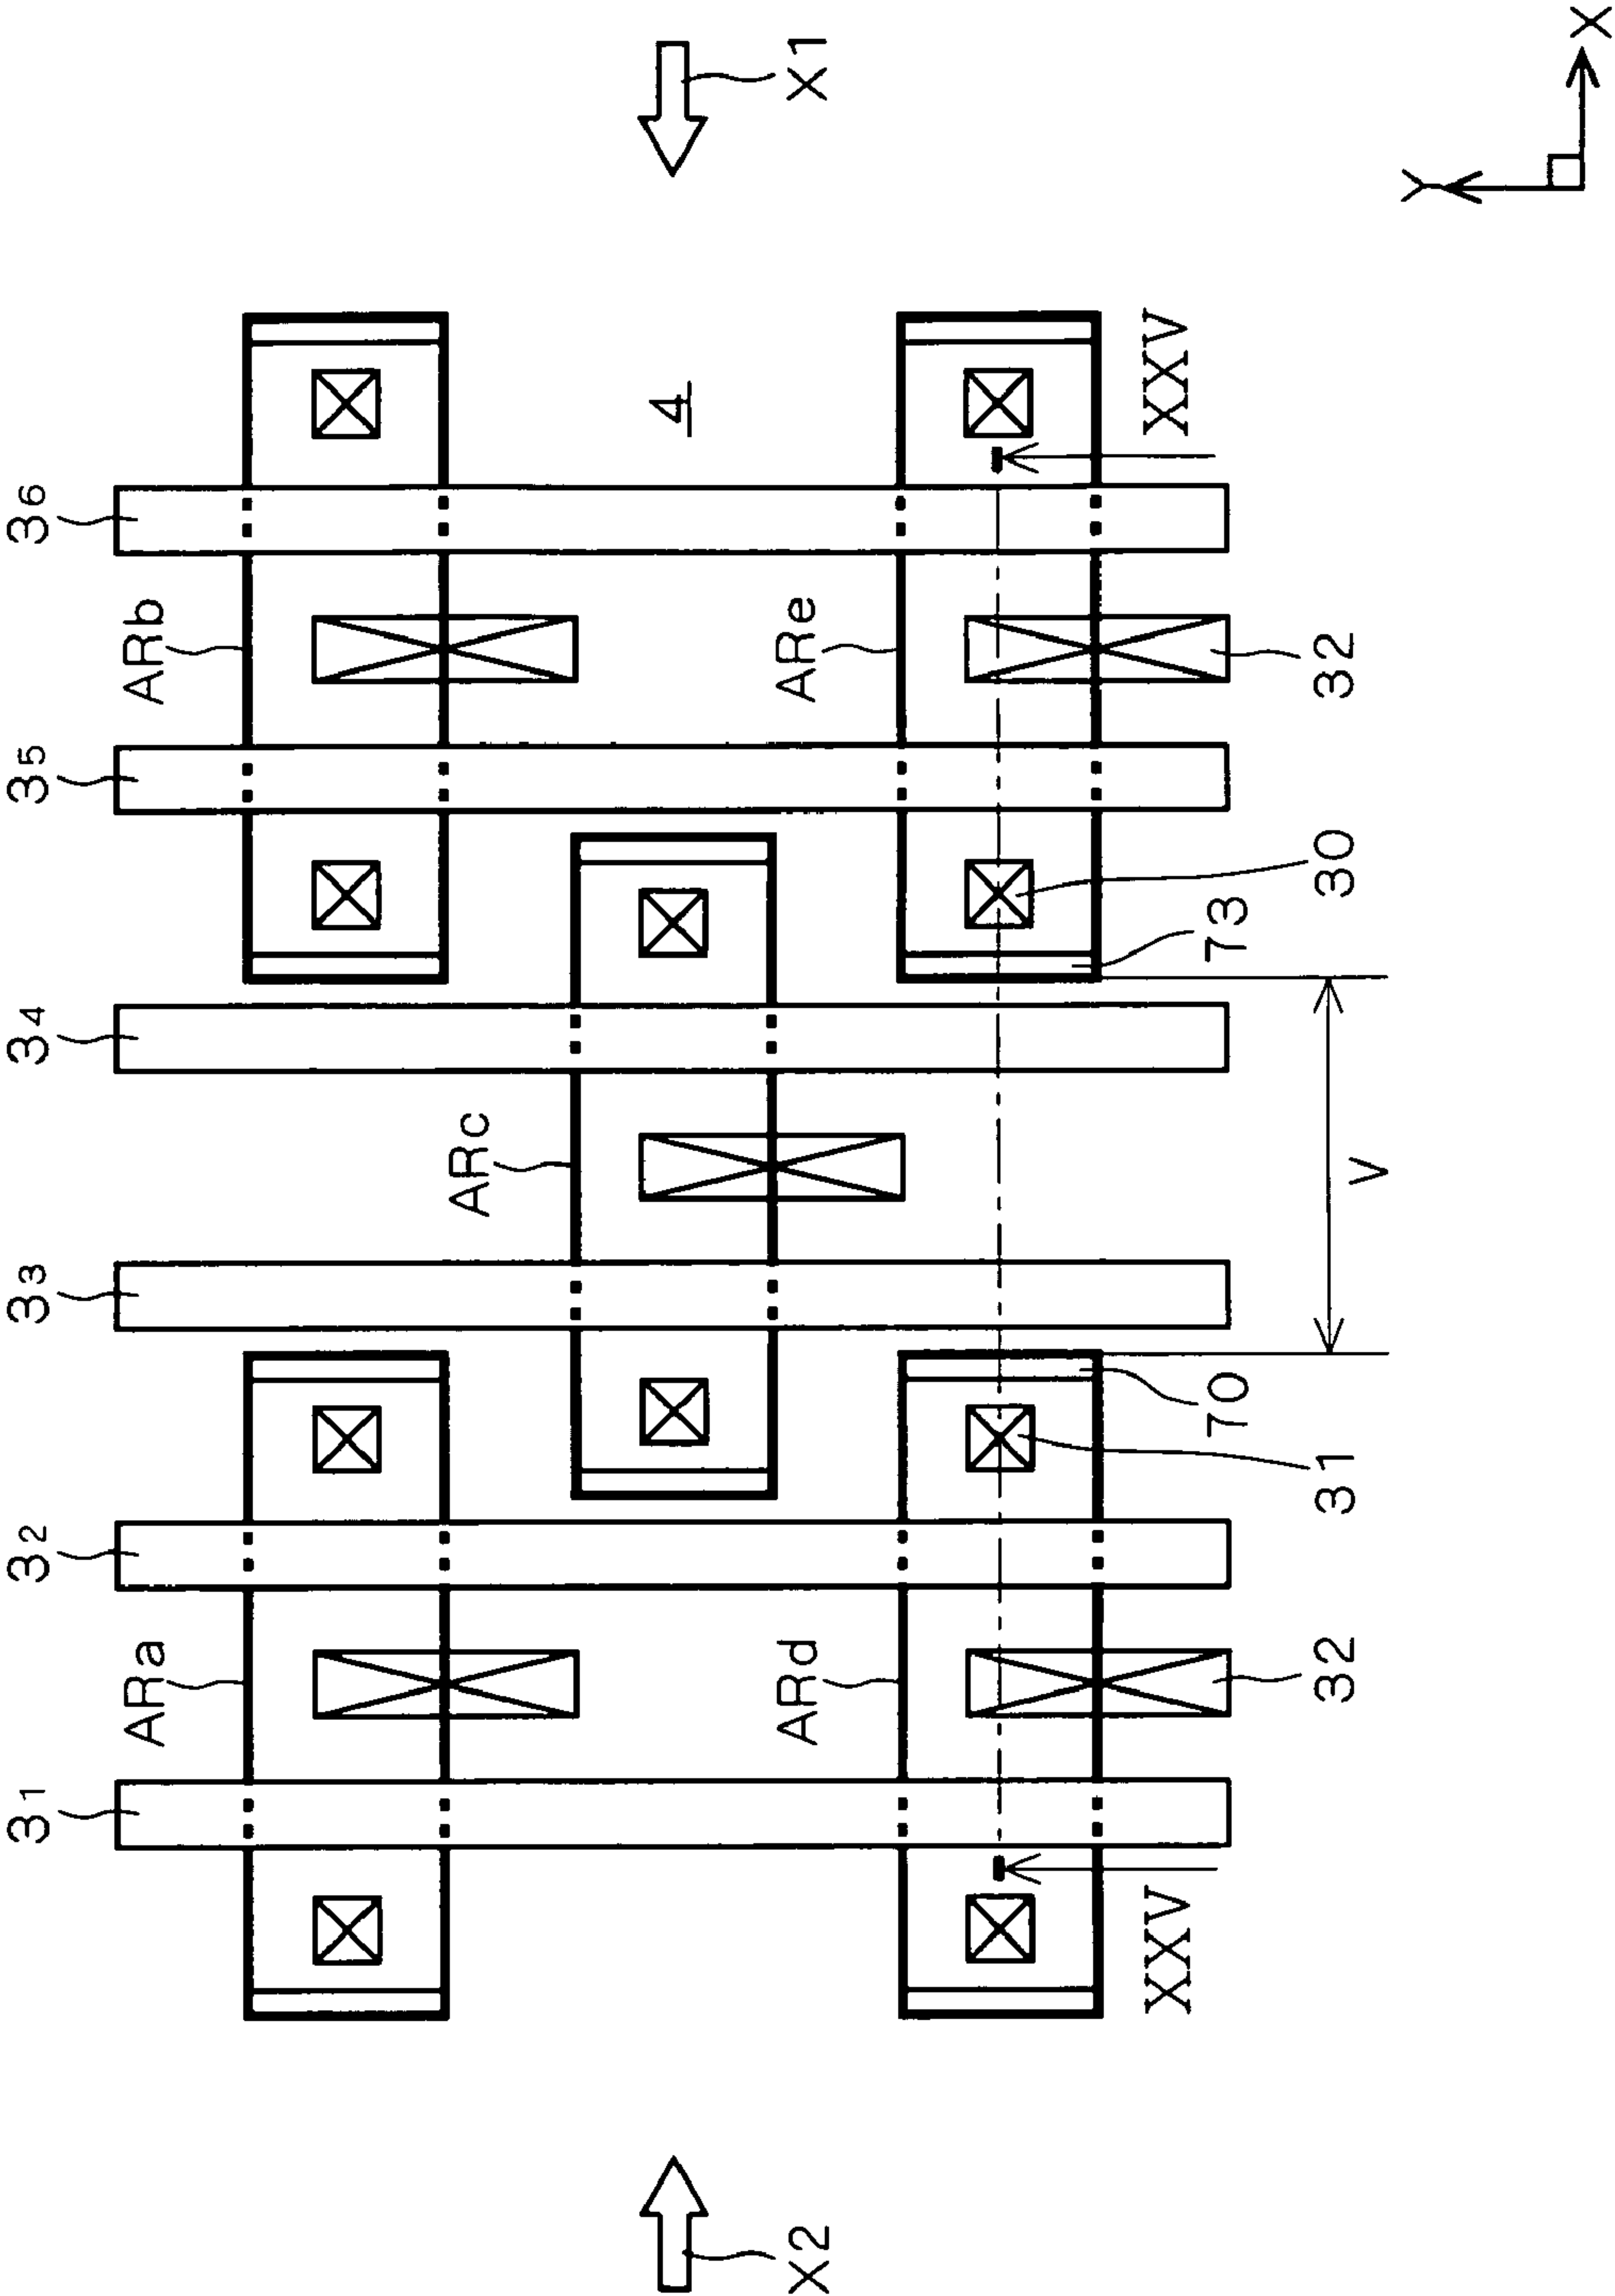 3₁ 3₂ 3₃ 3₄ 3₅ 3₆
ARa ARb
ARc
4
X2 ARd ARe X1
XXV XXV
70 73
32 31 30 32
V
Y
X